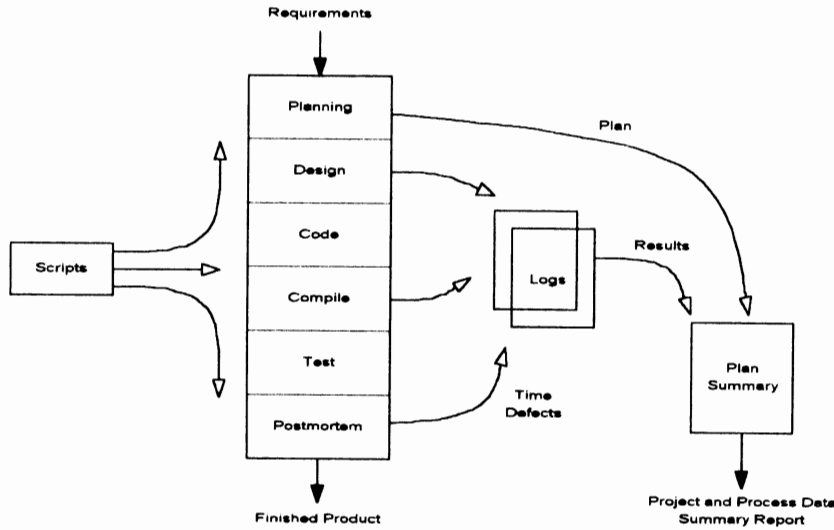 Requirements
Planning
Plan
Design
Code
Results
Scripts
Logs
Compile
Test
Plan
Summary
Time
Defects
Postmortem
Finished Product
Project and Process Data
Summary Report